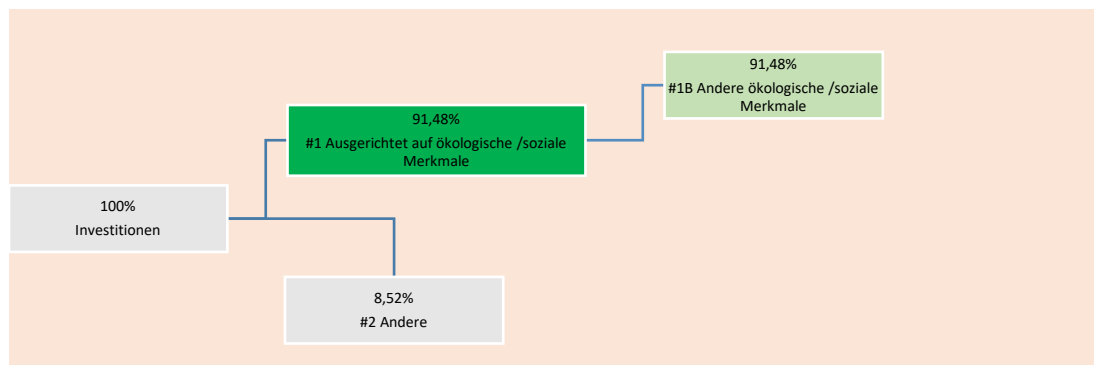 100%
Investitionen
91,48%
#1 Ausgerichtet auf ökologische /soziale
Merkmale
91,48%
#1B Andere ökologische /soziale
Merkmale
8,52%
#2 Andere